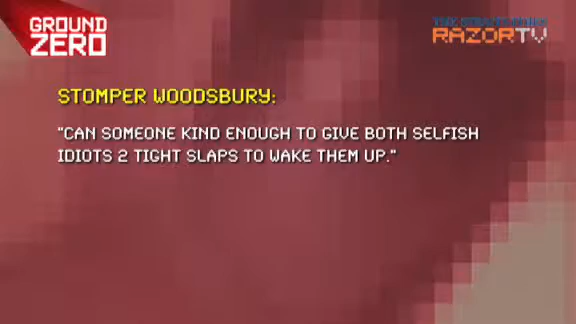 GROUND
ZERO
RAZORTV
STOMPER WOODSBURY:
"CAN SOMEONE KIND ENOUGH TO GIVE BOTH SELFISH
IDIOTS 2 TIGHT SLAPS TO WAKE THEM UP."